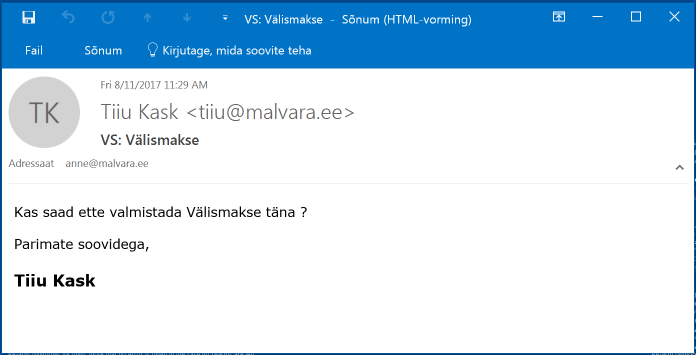 VS: Välismakse - Sõnum (HTML-vorming)
Fail Sõnum Kirjutage, mida soovite teha
Fri 8/11/2017 11:29 AM
TK
Tiiu Kask <tiiu@malvara.ee>
VS: Välismakse
Adressaat anne@malvara.ee
Kas saad ette valmistada Välismakse täna ?
Parimate soovidega,
Tiiu Kask